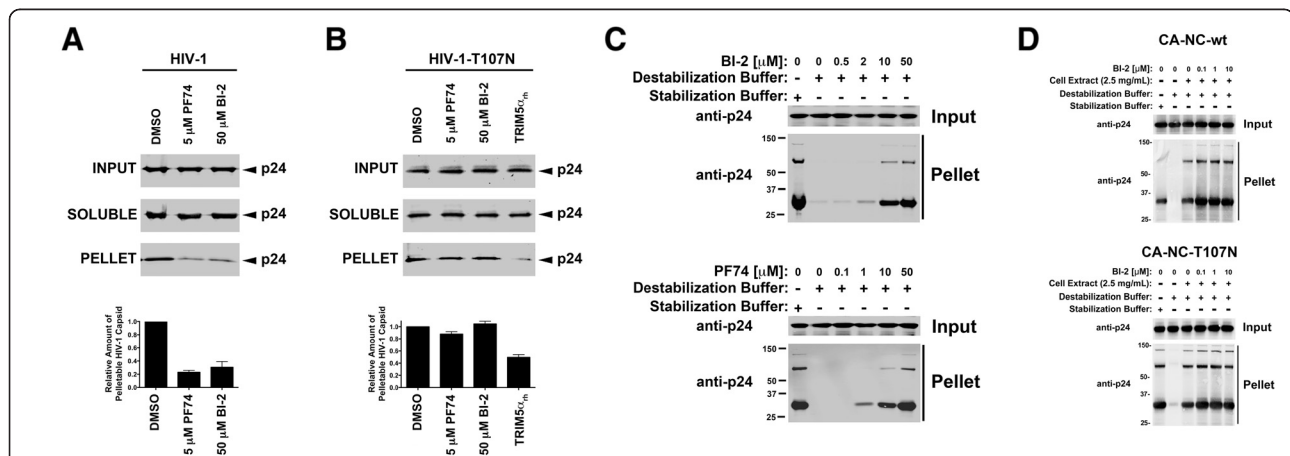 A
HIV-1
DMSO
5 µM PF74
50 µM BI-2
INPUT
p24
SOLUBLE
p24
PELLET
p24
Relative Amount of
Pelletable HIV-1 Capsid
1.0
0.8
0.6
0.4
0.2
0.0
DMSO
5 µM PF74
50 µM BI-2
B
HIV-1-T107N
DMSO
5 µM PF74
50 µM BI-2
TRIM5αrh
INPUT
p24
SOLUBLE
p24
PELLET
p24
Relative Amount of
Pelletable HIV-1 Capsid
1.0
0.8
0.6
0.4
0.2
0.0
DMSO
5 µM PF74
50 µM BI-2
TRIM5αrh
C
BI-2 [µM]: 0 0 0.5 2 10 50
Destabilization Buffer: - + + + + +
Stabilization Buffer: + - - - - -
anti-p24 Input
150
50
37
25
anti-p24 Pellet
PF74 [µM]: 0 0 0.1 1 10 50
Destabilization Buffer: - + + + + +
Stabilization Buffer: + - - - - -
anti-p24 Input
150
50
37
25
anti-p24 Pellet
D
CA-NC-wt
BI-2 [µM]: 0 0 0 0.1 1 10
Cell Extract (2.5 mg/mL): - - + + + +
Destabilization Buffer: - + + + + +
Stabilization Buffer: + - - - - -
anti-p24 Input
150-
50-
37-
25-
anti-p24 Pellet
CA-NC-T107N
BI-2 [µM]: 0 0 0 0.1 1 10
Cell Extract (2.5 mg/mL): - - + + + +
Destabilization Buffer: - + + + + +
Stabilization Buffer: + - - - - -
anti-p24 Input
150-
50-
37-
25-
anti-p24 Pellet